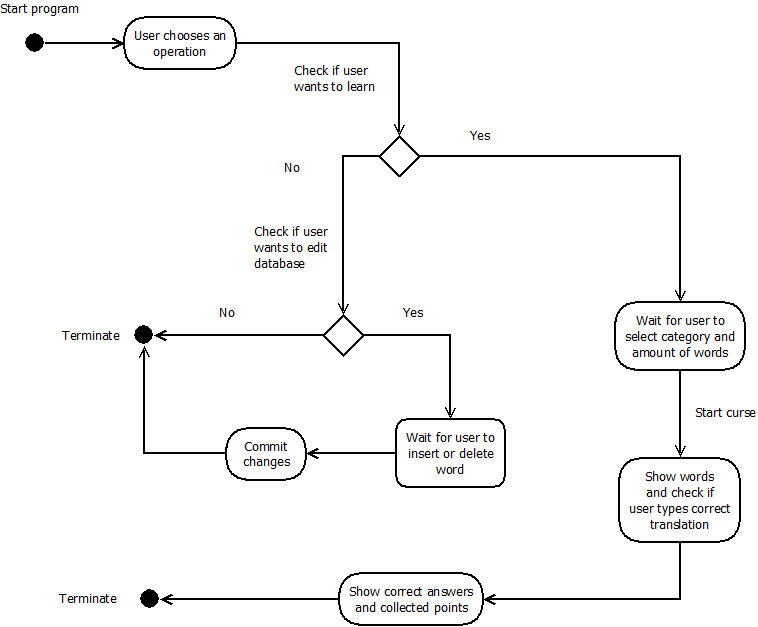 Start program
User chooses an
operation
Check if user
wants to learn
Yes
No
Check if user
wants to edit
database
No
Yes
Terminate
Wait for user to
select category and
amount of words
Start curse
Commit
changes
Wait for user to
insert or delete
word
Show words
and check if
user types correct
translation
Terminate
Show correct answers
and collected points